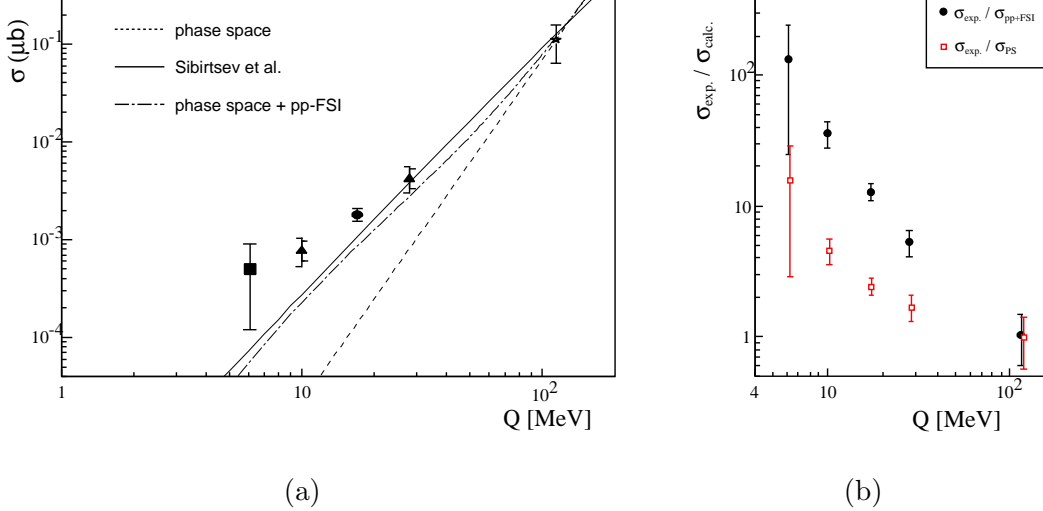 σ (μb)
10⁻¹
10⁻²
10⁻³
10⁻⁴
phase space
Sibirtsev et al.
phase space + pp-FSI
1
10
10²
Q [MeV]
(a)
σexp. / σcalc.
10²
10
1
σexp. / σpp+FSI
σexp. / σPS
4
10
10²
Q [MeV]
(b)